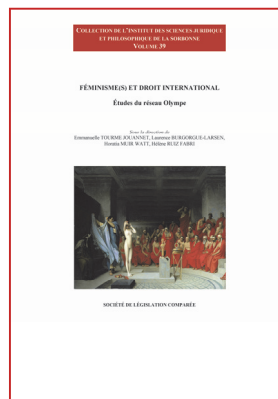 COLLECTION DE L'INSTITUT DES SCIENCES JURIDIQUE
ET PHILOSOPHIQUE DE LA SORBONNE
VOLUME 39
FÉMINISME(S) ET DROIT INTERNATIONAL
Études du réseau Olympe
Sous la direction de
Emmanuelle TOURME JOUANNET, Laurence BURGORGUE-LARSEN,
Horatia MUIR WATT, Hélène RUIZ FABRI
SOCIÉTÉ DE LÉGISLATION COMPARÉE